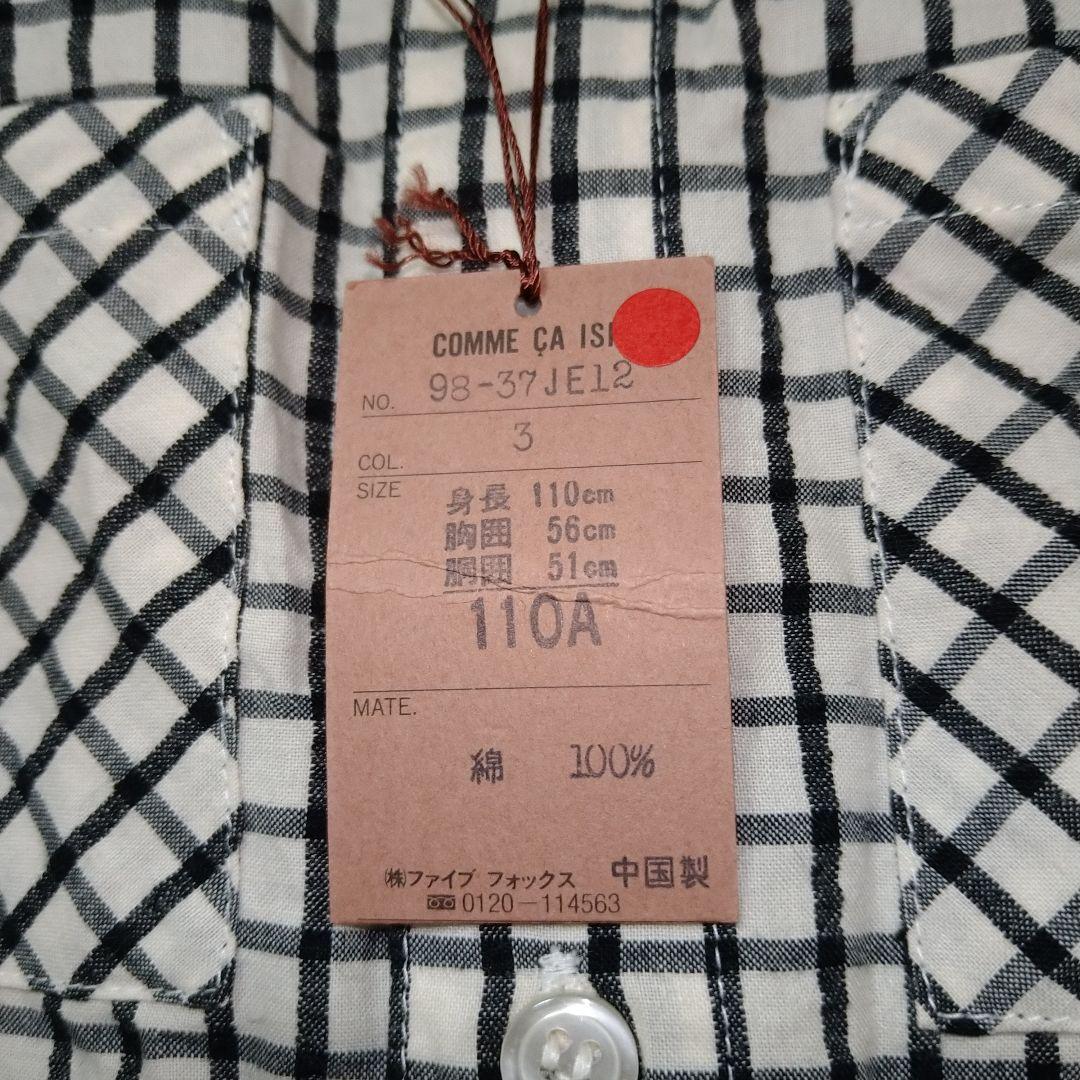 COMME ÇA IS
NO. 98-37JE12
COL. 3
SIZE 身長 110cm
胸囲 56cm
胴囲 51cm
110A
MATE.
綿 100%
㈱ファイブ フォックス 中国製
0120-114563